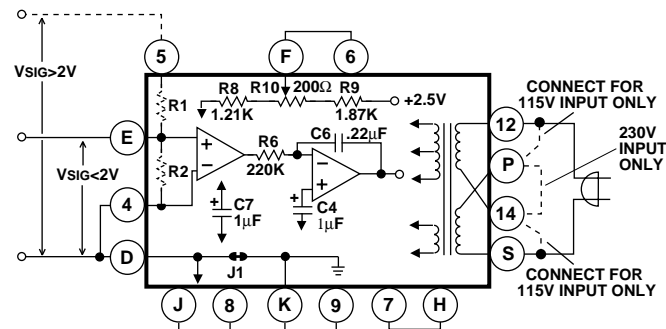 5
F
6
VSIG>2V
R8
1.21K
R10
200Ω
R9
1.87K
+2.5V
CONNECT FOR
115V INPUT ONLY
R1
12
E
R2
R6
220K
C6
.22μF
P
230V
INPUT
ONLY
VSIG<2V
+
−
−
+
4
+
C7
1μF
+
C4
1μF
14
D
J1
S
CONNECT FOR
115V INPUT ONLY
J
8
K
9
7
H